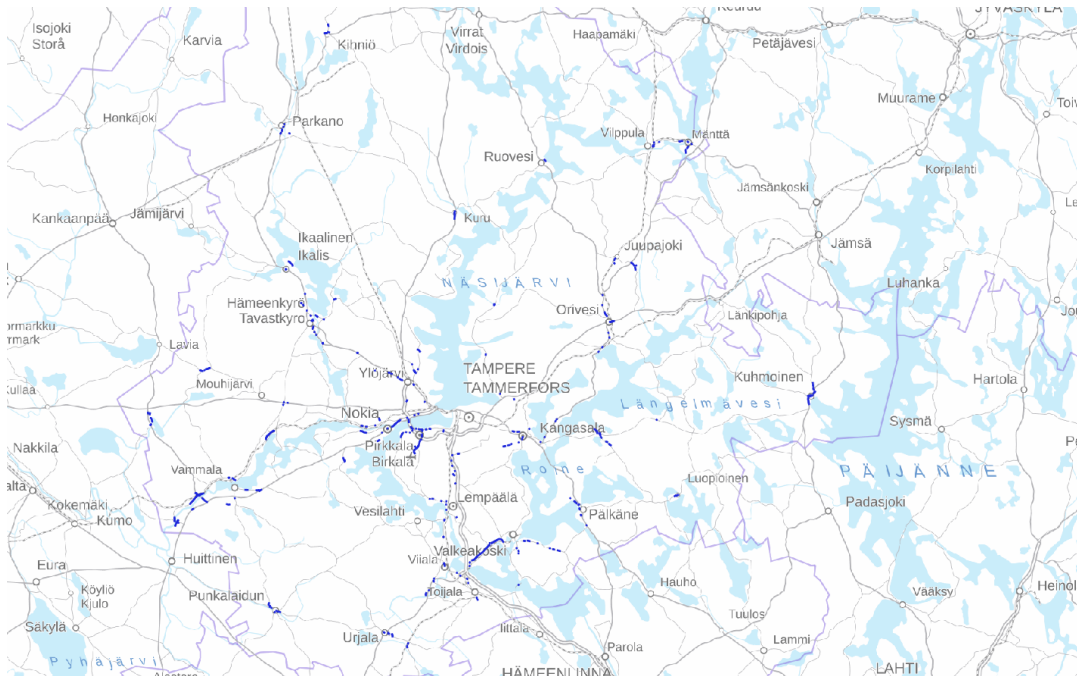 Isojoki
Storå
Karvia
Kihniö
Virrat
Virdois
Haapamäki
Petäjävesi
Muurame
Honkajoki
Parkano
Vilppula
Mänttä
Ruovesi
Korpilahti
Jämsänkoski
Kankaanpää
Jämijärvi
Kuru
Ikaalinen
Ikalis
Juupajoki
Jämsä
NÄSIJÄRVI
Luhanka
Hämeenkyrö
Tavastkyro
Orivesi
Länkipohja
Lavia
TAMPERE
TAMMERFORS
Ylöjärvi
Mouhijärvi
Kuhmoinen
Hartola
Längelmävesi
Nokia
Kangasala
Sysmä
Pirkkala
Birkala
Nakkila
Vammala
Roine
PÄIJÄNNE
Luopioinen
Kokemäki
Kumo
Lempäälä
Vesilahti
Pälkäne
Padasjoki
Huittinen
Valkeakoski
Viiala
Eura
Köyliö
Kjulo
Punkalaidun
Toijala
Hauho
Vääksy
Säkylä
Tuulos
Urjala
Iittala
Lammi
Parola
Pyhäjärvi
HÄMEENLINNA
LAHTI